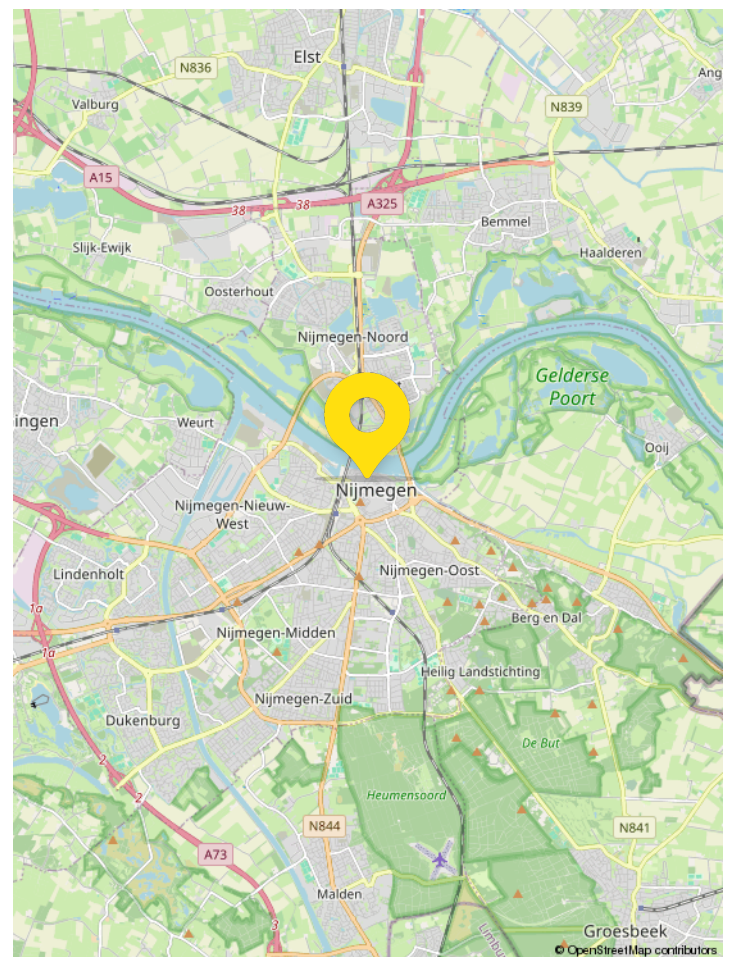 Elst
N836
Ang
Valburg
N839
A15
A325
38
38
Bemmel
Slijk-Ewijk
Haalderen
Oosterhout
Nijmegen-Noord
Gelderse
Poort
ingen
Weurt
Ooij
Nijmegen
Nijmegen-Nieuw-
West
Lindenholt
Nijmegen-Oost
1a
Berg en Dal
Nijmegen-Midden
1a
Heilig Landstichting
Nijmegen-Zuid
Dukenburg
De But
2
2
Heumensoord
N844
N841
A73
Malden
3
Groesbeek
Limbu
© OpenStreetMap contributors